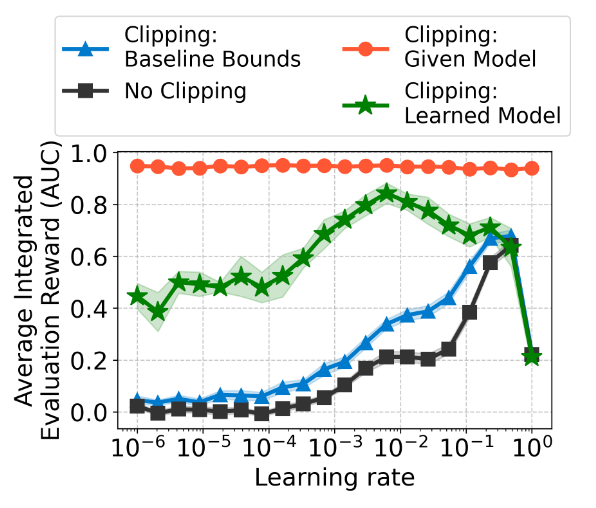 Clipping:
Baseline Bounds
No Clipping
Clipping:
Given Model
Clipping:
Learned Model
Average Integrated
Evaluation Reward (AUC)
1.0
0.8
0.6
0.4
0.2
0.0
10⁻⁶ 10⁻⁵ 10⁻⁴ 10⁻³ 10⁻² 10⁻¹ 10⁰
Learning rate